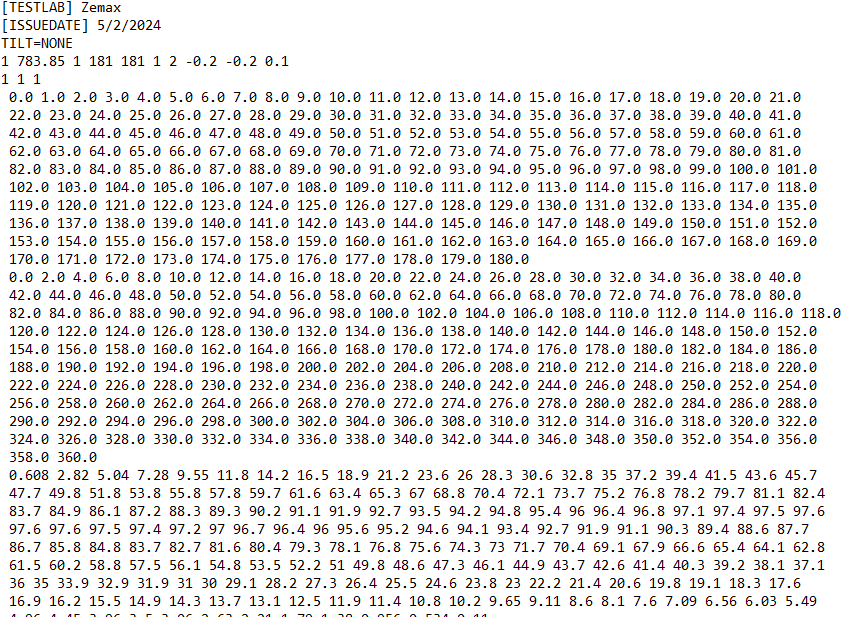 [TESTLAB] Zemax
[ISSUEDATE] 5/2/2024
TILT=NONE
1 783.85 1 181 181 1 2 -0.2 -0.2 0.1
1 1 1
0.0 1.0 2.0 3.0 4.0 5.0 6.0 7.0 8.0 9.0 10.0 11.0 12.0 13.0 14.0 15.0 16.0 17.0 18.0 19.0 20.0 21.0
22.0 23.0 24.0 25.0 26.0 27.0 28.0 29.0 30.0 31.0 32.0 33.0 34.0 35.0 36.0 37.0 38.0 39.0 40.0 41.0
42.0 43.0 44.0 45.0 46.0 47.0 48.0 49.0 50.0 51.0 52.0 53.0 54.0 55.0 56.0 57.0 58.0 59.0 60.0 61.0
62.0 63.0 64.0 65.0 66.0 67.0 68.0 69.0 70.0 71.0 72.0 73.0 74.0 75.0 76.0 77.0 78.0 79.0 80.0 81.0
82.0 83.0 84.0 85.0 86.0 87.0 88.0 89.0 90.0 91.0 92.0 93.0 94.0 95.0 96.0 97.0 98.0 99.0 100.0 101.0
102.0 103.0 104.0 105.0 106.0 107.0 108.0 109.0 110.0 111.0 112.0 113.0 114.0 115.0 116.0 117.0 118.0
119.0 120.0 121.0 122.0 123.0 124.0 125.0 126.0 127.0 128.0 129.0 130.0 131.0 132.0 133.0 134.0 135.0
136.0 137.0 138.0 139.0 140.0 141.0 142.0 143.0 144.0 145.0 146.0 147.0 148.0 149.0 150.0 151.0 152.0
153.0 154.0 155.0 156.0 157.0 158.0 159.0 160.0 161.0 162.0 163.0 164.0 165.0 166.0 167.0 168.0 169.0
170.0 171.0 172.0 173.0 174.0 175.0 176.0 177.0 178.0 179.0 180.0
0.0 2.0 4.0 6.0 8.0 10.0 12.0 14.0 16.0 18.0 20.0 22.0 24.0 26.0 28.0 30.0 32.0 34.0 36.0 38.0 40.0
42.0 44.0 46.0 48.0 50.0 52.0 54.0 56.0 58.0 60.0 62.0 64.0 66.0 68.0 70.0 72.0 74.0 76.0 78.0 80.0
82.0 84.0 86.0 88.0 90.0 92.0 94.0 96.0 98.0 100.0 102.0 104.0 106.0 108.0 110.0 112.0 114.0 116.0 118.0
120.0 122.0 124.0 126.0 128.0 130.0 132.0 134.0 136.0 138.0 140.0 142.0 144.0 146.0 148.0 150.0 152.0
154.0 156.0 158.0 160.0 162.0 164.0 166.0 168.0 170.0 172.0 174.0 176.0 178.0 180.0 182.0 184.0 186.0
188.0 190.0 192.0 194.0 196.0 198.0 200.0 202.0 204.0 206.0 208.0 210.0 212.0 214.0 216.0 218.0 220.0
222.0 224.0 226.0 228.0 230.0 232.0 234.0 236.0 238.0 240.0 242.0 244.0 246.0 248.0 250.0 252.0 254.0
256.0 258.0 260.0 262.0 264.0 266.0 268.0 270.0 272.0 274.0 276.0 278.0 280.0 282.0 284.0 286.0 288.0
290.0 292.0 294.0 296.0 298.0 300.0 302.0 304.0 306.0 308.0 310.0 312.0 314.0 316.0 318.0 320.0 322.0
324.0 326.0 328.0 330.0 332.0 334.0 336.0 338.0 340.0 342.0 344.0 346.0 348.0 350.0 352.0 354.0 356.0
358.0 360.0
0.608 2.82 5.04 7.28 9.55 11.8 14.2 16.5 18.9 21.2 23.6 26 28.3 30.6 32.8 35 37.2 39.4 41.5 43.6 45.7
47.7 49.8 51.8 53.8 55.8 57.8 59.7 61.6 63.4 65.3 67 68.8 70.4 72.1 73.7 75.2 76.8 78.2 79.7 81.1 82.4
83.7 84.9 86.1 87.2 88.3 89.3 90.2 91.1 91.9 92.7 93.5 94.2 94.8 95.4 96 96.4 96.8 97.1 97.4 97.5 97.6
97.6 97.6 97.5 97.4 97.2 97 96.7 96.4 96 95.6 95.2 94.6 94.1 93.4 92.7 91.9 91.1 90.3 89.4 88.6 87.7
86.7 85.8 84.8 83.7 82.7 81.6 80.4 79.3 78.1 76.8 75.6 74.3 73 71.7 70.4 69.1 67.9 66.6 65.4 64.1 62.8
61.5 60.2 58.8 57.5 56.1 54.8 53.5 52.2 51 49.8 48.6 47.3 46.1 44.9 43.7 42.6 41.4 40.3 39.2 38.1 37.1
36 35 33.9 32.9 31.9 31 30 29.1 28.2 27.3 26.4 25.5 24.6 23.8 23 22.2 21.4 20.6 19.8 19.1 18.3 17.6
16.9 16.2 15.5 14.9 14.3 13.7 13.1 12.5 11.9 11.4 10.8 10.2 9.65 9.11 8.6 8.1 7.6 7.09 6.56 6.03 5.49